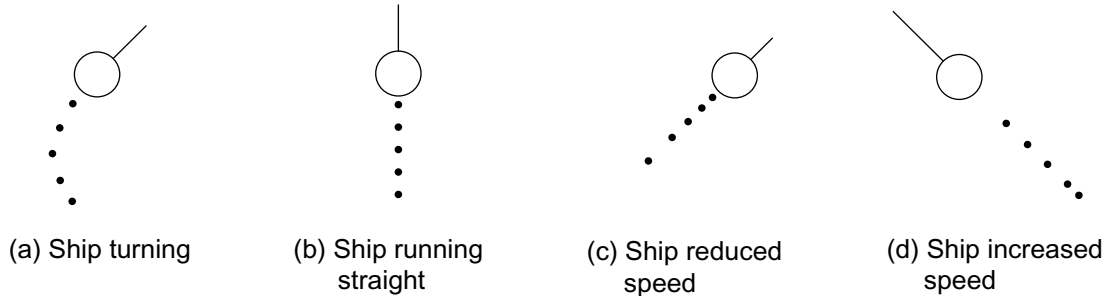 (a) Ship turning
(b) Ship running
straight
(c) Ship reduced
speed
(d) Ship increased
speed